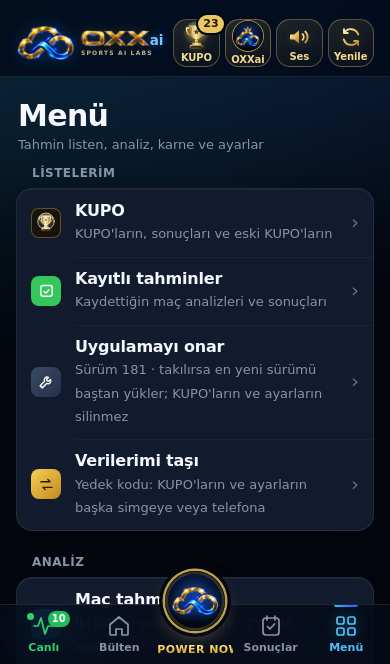 OXX ai
SPORTS AI LABS
23
KUPO
OXXai
Ses
Yenile
Menü
Tahmin listen, analiz, karne ve ayarlar
LİSTELERİM
KUPO
KUPO'ların, sonuçları ve eski KUPO'ların
Kayıtlı tahminler
Kaydettiğin maç analizleri ve sonuçları
Uygulamayı onar
Sürüm 181 · takılırsa en yeni sürümü
baştan yükler; KUPO'ların ve ayarların
silinmez
Verilerimi taşı
Yedek kodu: KUPO'ların ve ayarların
başka simgeye veya telefona
ANALİZ
Maç
10
Canlı
Bülten
POWER NOW
Sonuçlar
Menü